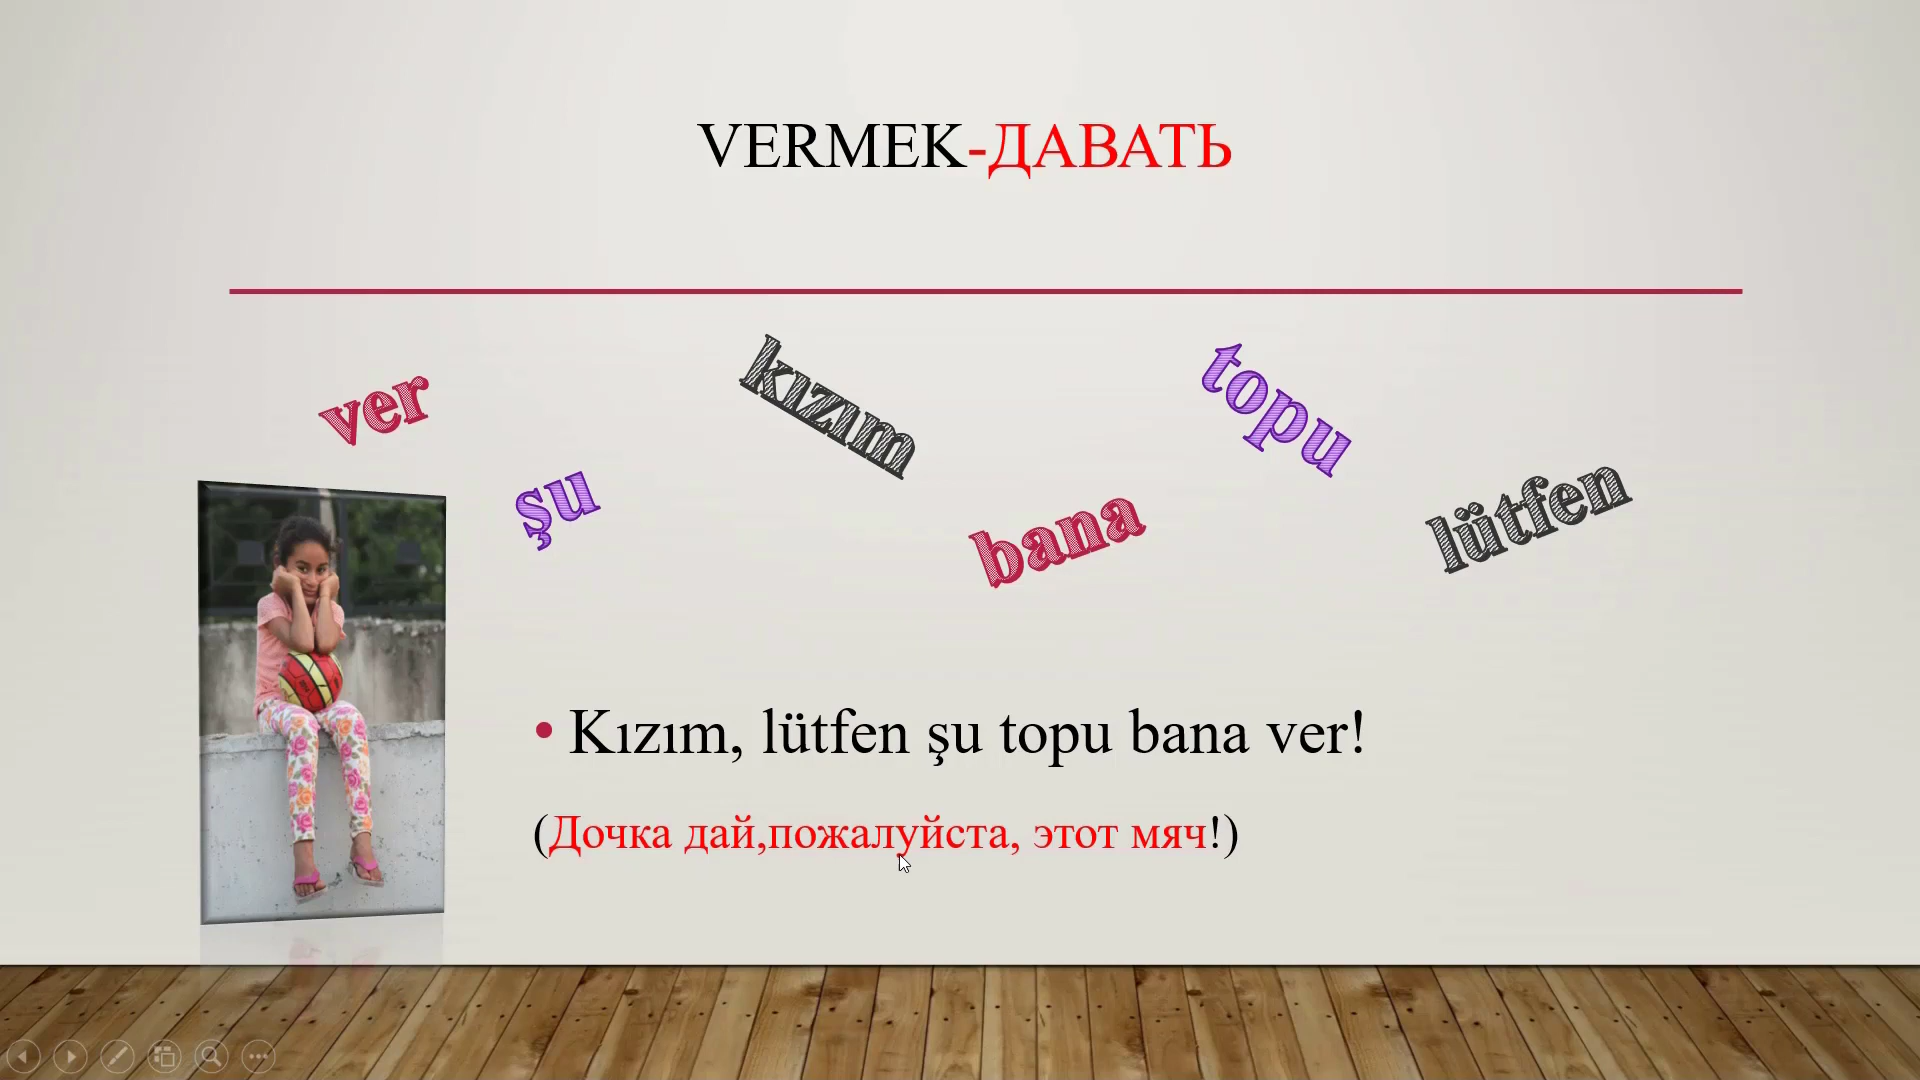 VERMEK-ДАВАТЬ
ver
kızım
topu
şu
bana
lütfen
• Kızım, lütfen şu topu bana ver!
(Дочка дай,пожалуйста, этот мяч!)